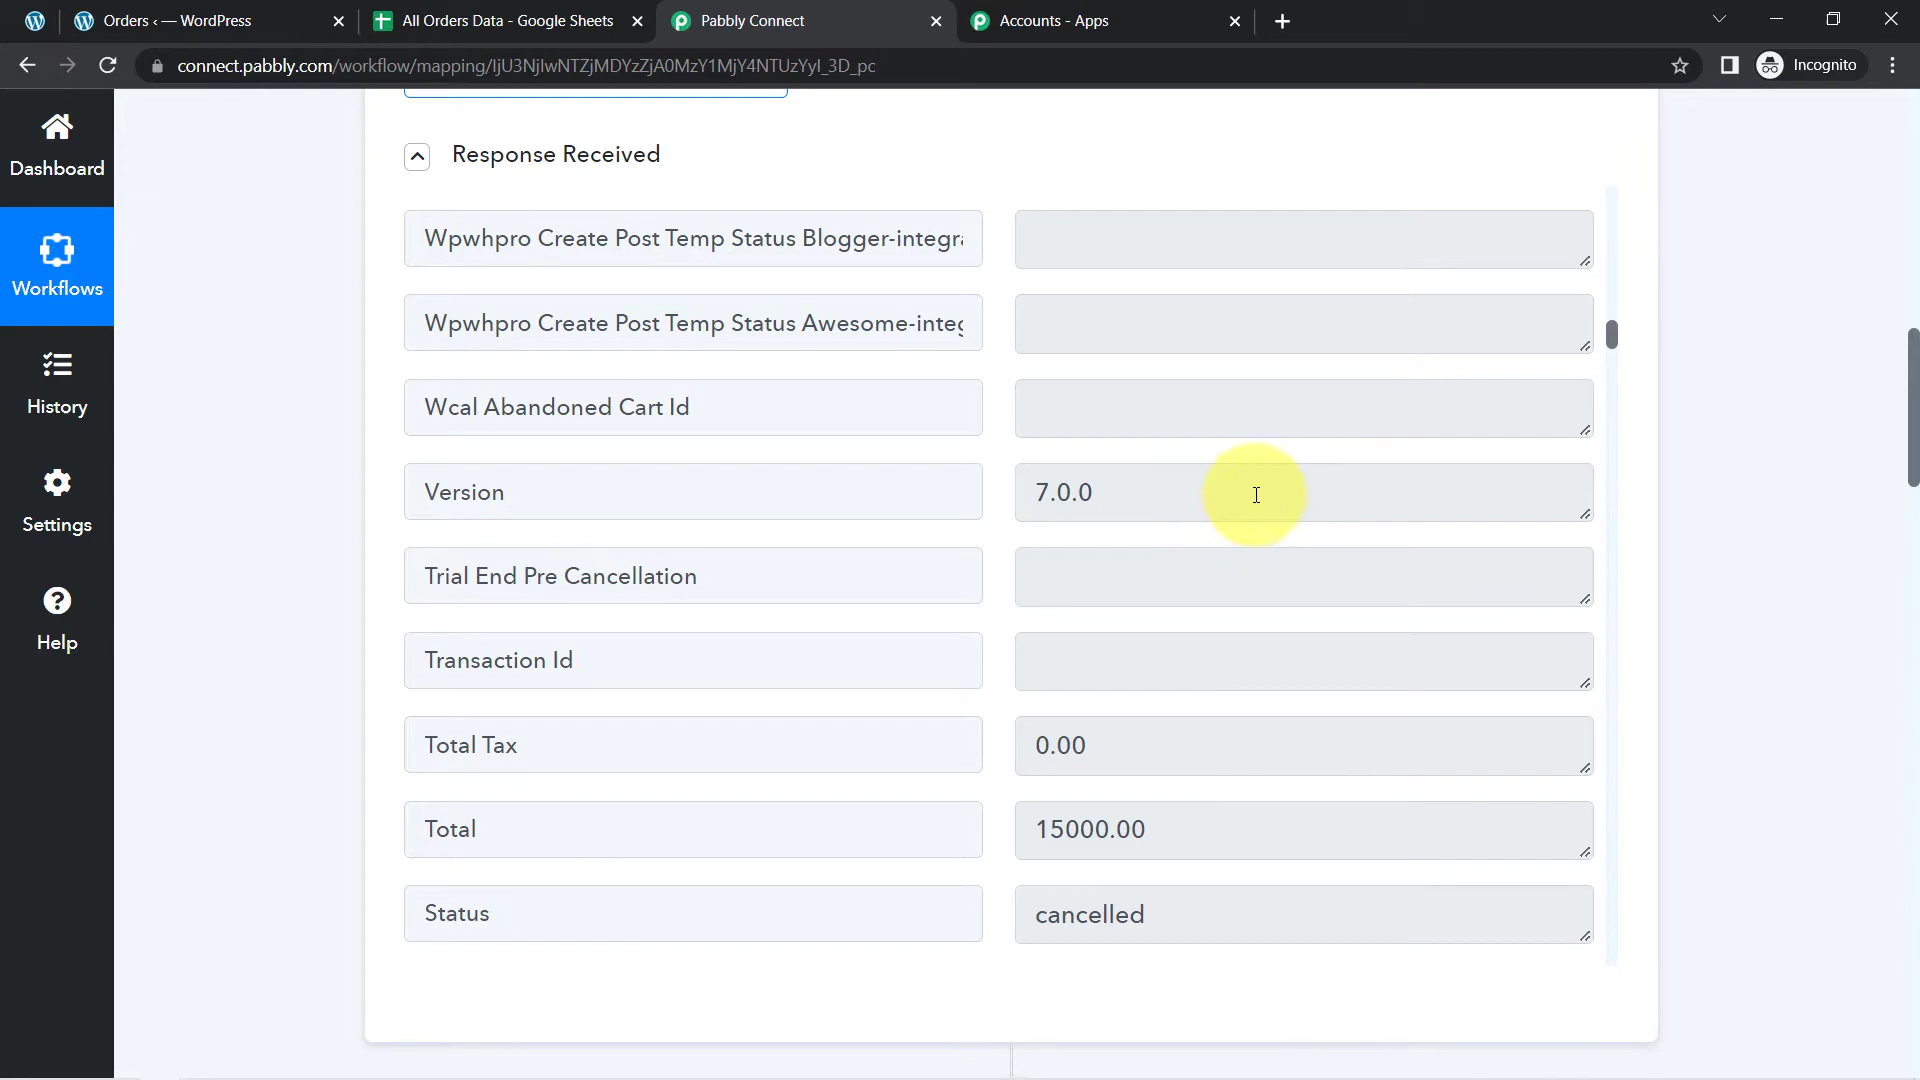 Orders ‹ — WordPress
All Orders Data - Google Sheets
Pabbly Connect
Accounts - Apps
connect.pabbly.com/workflow/mapping/
Incognito
Dashboard
Workflows
History
Settings
Help
Response Received
Wpwhpro Create Post Temp Status Blogger-integra
Wpwhpro Create Post Temp Status Awesome-integ
Wcal Abandoned Cart Id
Version
7.0.0
Trial End Pre Cancellation
Transaction Id
Total Tax
0.00
Total
15000.00
Status
cancelled